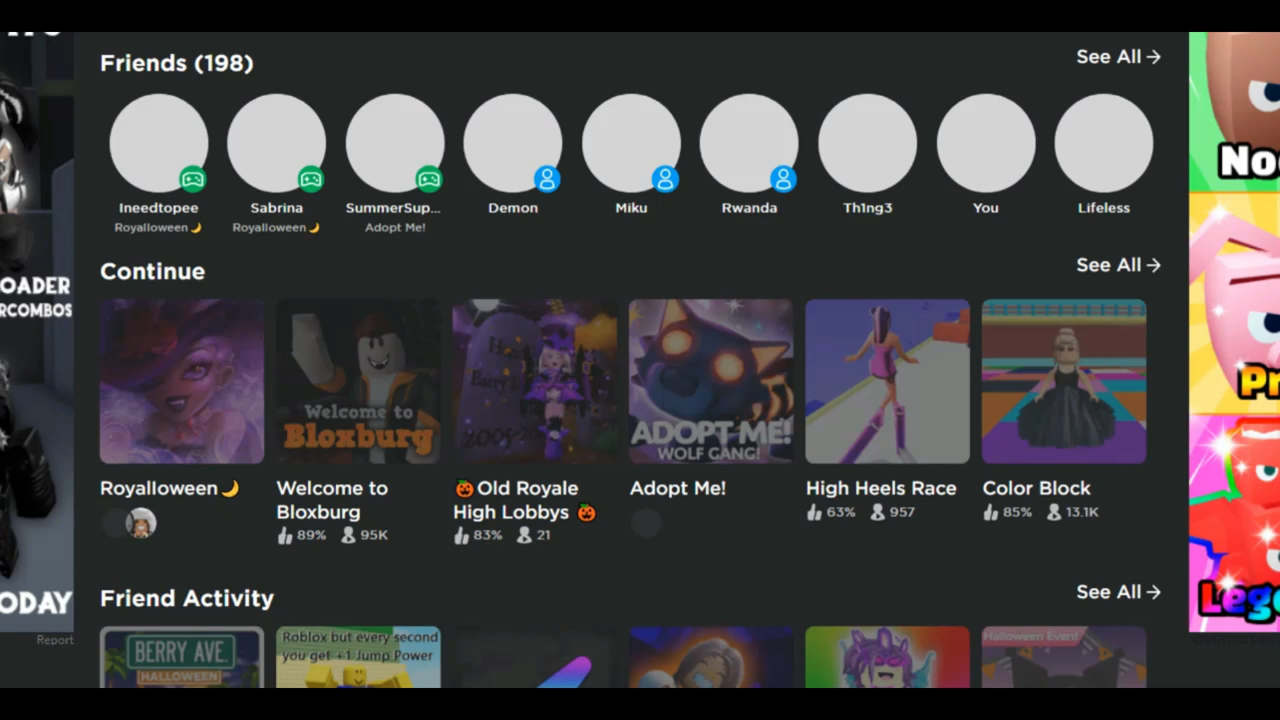 Friends (198)
See All →
Ineedtopee
Sabrina
SummerSup...
Demon
Miku
Rwanda
Th1ng3
You
Lifeless
Royalloween🌙
Royalloween🌙
Adopt Me!
OADER
RCOMBOS
ODAY
Report
Continue
See All →
Welcome to
Bloxburg
ADOPT ME!
WOLF GANG!
Royalloween🌙
Welcome to
Bloxburg
89% 95K
🎃Old Royale
High Lobbys 🎃
83% 21
Adopt Me!
High Heels Race
63% 957
Color Block
85% 13.1K
Friend Activity
See All →
BERRY AVE.
HALLOWEEN
Roblox but every second
you get +1 Jump Power
Halloween Event
No
Pr
Lege